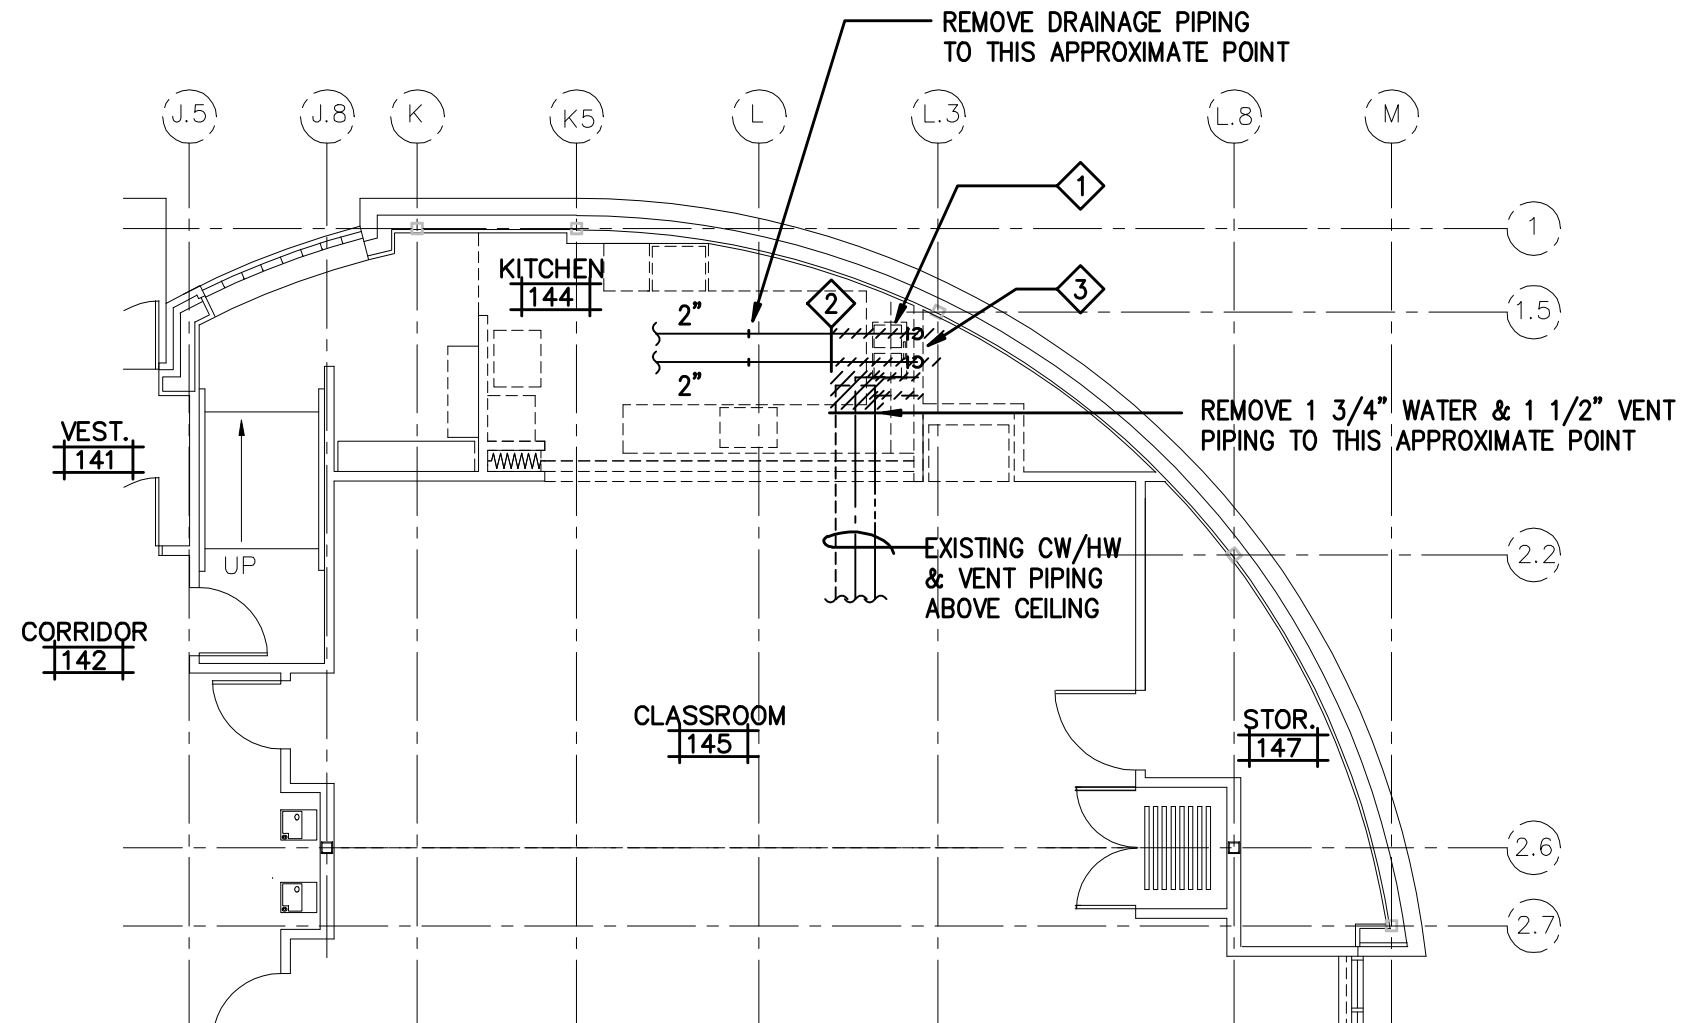 REMOVE DRAINAGE PIPING
TO THIS APPROXIMATE POINT
J.5
J.8
K
K5
L
L.3
L.8
M
1
1
KITCHEN
144
2
3
1.5
2"
2"
REMOVE 1 3/4" WATER & 1 1/2" VENT
PIPING TO THIS APPROXIMATE POINT
VEST.
141
UP
EXISTING CW/HW
& VENT PIPING
ABOVE CEILING
2.2
CORRIDOR
142
CLASSROOM
145
STOR.
147
2.6
2.7